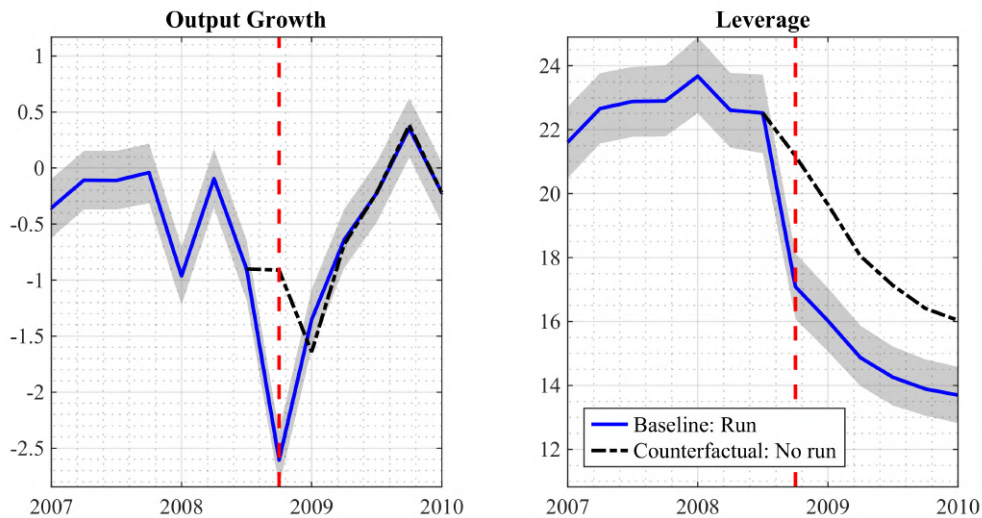 Output Growth
1
0.5
0
-0.5
-1
-1.5
-2
-2.5
2007 2008 2009 2010
Leverage
24
22
20
18
16
14
12
Baseline: Run
Counterfactual: No run
2007 2008 2009 2010